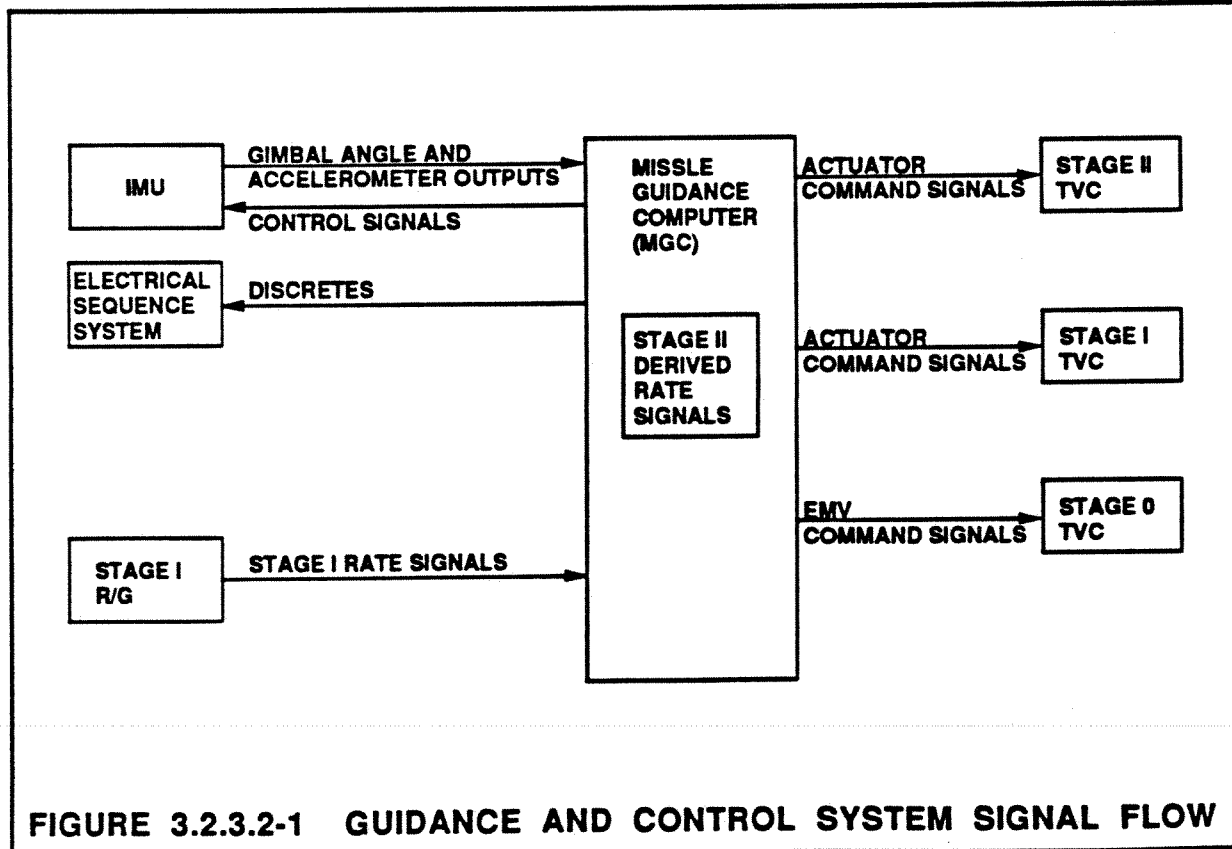 IMU
GIMBAL ANGLE AND
ACCELEROMETER OUTPUTS
CONTROL SIGNALS
ELECTRICAL
SEQUENCE
SYSTEM
DISCRETES
STAGE I
R/G
STAGE I RATE SIGNALS
MISSLE
GUIDANCE
COMPUTER
(MGC)
STAGE II
DERIVED
RATE
SIGNALS
ACTUATOR
COMMAND SIGNALS
STAGE II
TVC
ACTUATOR
COMMAND SIGNALS
STAGE I
TVC
EMV
COMMAND SIGNALS
STAGE 0
TVC
FIGURE 3.2.3.2-1 GUIDANCE AND CONTROL SYSTEM SIGNAL FLOW